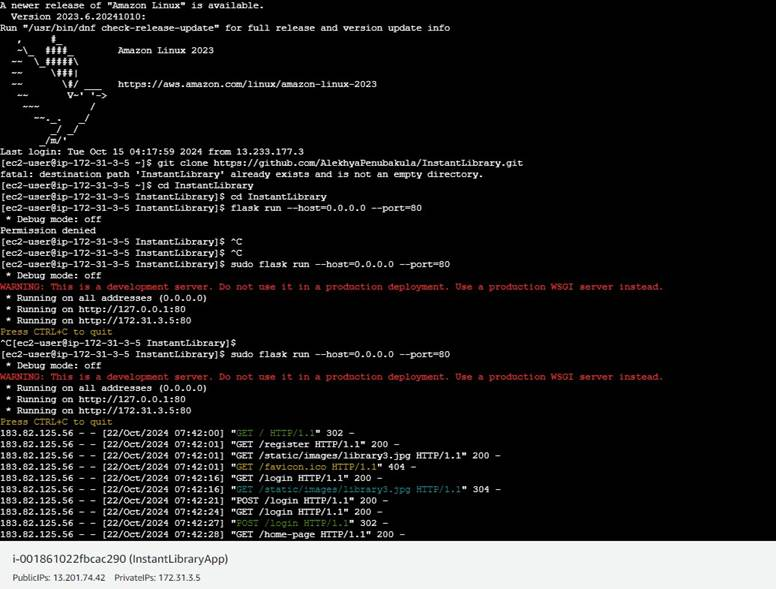 A newer release of "Amazon Linux" is available.
  Version 2023.6.20241010:
Run "/usr/bin/dnf check-release-update" for full release and version update info
   ,     #_
   ~\_  ####_        Amazon Linux 2023
  ~~  \_#####\
  ~~     \###|
  ~~       \#/ ___   https://aws.amazon.com/linux/amazon-linux-2023
   ~~       V~' '->
    ~~~         /
      ~~._.   _/
         _/ _/
       _/m/'
Last login: Tue Oct 15 04:17:59 2024 from 13.233.177.3
[ec2-user@ip-172-31-3-5 ~]$ git clone https://github.com/AlekhyaPenubakula/InstantLibrary.git
fatal: destination path 'InstantLibrary' already exists and is not an empty directory.
[ec2-user@ip-172-31-3-5 ~]$ cd InstantLibrary
[ec2-user@ip-172-31-3-5 InstantLibrary]$ cd InstantLibrary
[ec2-user@ip-172-31-3-5 InstantLibrary]$ flask run --host=0.0.0.0 --port=80
 * Debug mode: off
Permission denied
[ec2-user@ip-172-31-3-5 InstantLibrary]$ ^C
[ec2-user@ip-172-31-3-5 InstantLibrary]$ ^C
[ec2-user@ip-172-31-3-5 InstantLibrary]$ sudo flask run --host=0.0.0.0 --port=80
 * Debug mode: off
WARNING: This is a development server. Do not use it in a production deployment. Use a production WSGI server instead.
 * Running on all addresses (0.0.0.0)
 * Running on http://127.0.0.1:80
 * Running on http://172.31.3.5:80
Press CTRL+C to quit
^C[ec2-user@ip-172-31-3-5 InstantLibrary]$
[ec2-user@ip-172-31-3-5 InstantLibrary]$ sudo flask run --host=0.0.0.0 --port=80
 * Debug mode: off
WARNING: This is a development server. Do not use it in a production deployment. Use a production WSGI server instead.
 * Running on all addresses (0.0.0.0)
 * Running on http://127.0.0.1:80
 * Running on http://172.31.3.5:80
Press CTRL+C to quit
183.82.125.56 - - [22/Oct/2024 07:42:00] "GET / HTTP/1.1" 302 -
183.82.125.56 - - [22/Oct/2024 07:42:01] "GET /register HTTP/1.1" 200 -
183.82.125.56 - - [22/Oct/2024 07:42:01] "GET /static/images/library3.jpg HTTP/1.1" 200 -
183.82.125.56 - - [22/Oct/2024 07:42:01] "GET /favicon.ico HTTP/1.1" 404 -
183.82.125.56 - - [22/Oct/2024 07:42:16] "GET /login HTTP/1.1" 200 -
183.82.125.56 - - [22/Oct/2024 07:42:16] "GET /static/images/library3.jpg HTTP/1.1" 304 -
183.82.125.56 - - [22/Oct/2024 07:42:21] "POST /login HTTP/1.1" 200 -
183.82.125.56 - - [22/Oct/2024 07:42:24] "GET /login HTTP/1.1" 200 -
183.82.125.56 - - [22/Oct/2024 07:42:27] "POST /login HTTP/1.1" 302 -
183.82.125.56 - - [22/Oct/2024 07:42:28] "GET /home-page HTTP/1.1" 200 -
i-001861022fbcac290 (InstantLibraryApp)
PublicIPs: 13.201.74.42    PrivateIPs: 172.31.3.5